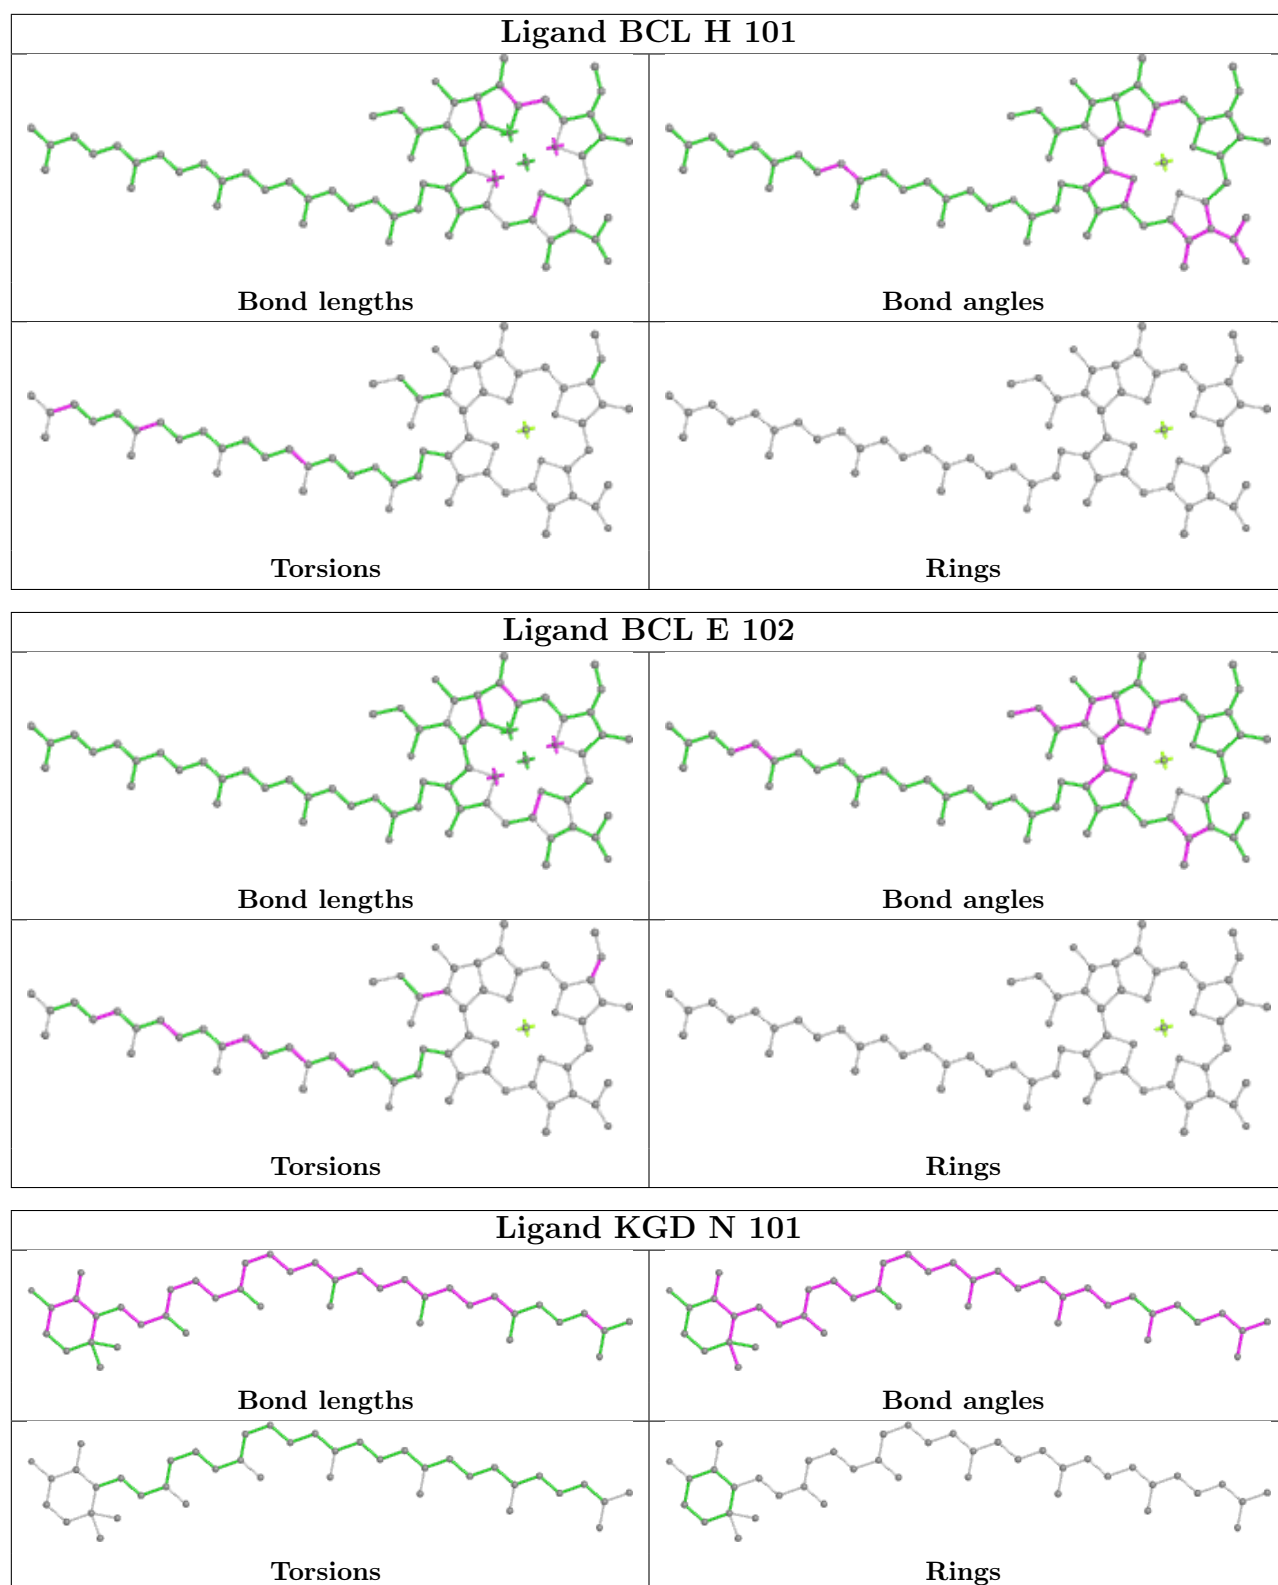 Ligand BCL H 101
Bond lengths
Bond angles
Torsions
Rings
Ligand BCL E 102
Bond lengths
Bond angles
Torsions
Rings
Ligand KGD N 101
Bond lengths
Bond angles
Torsions
Rings